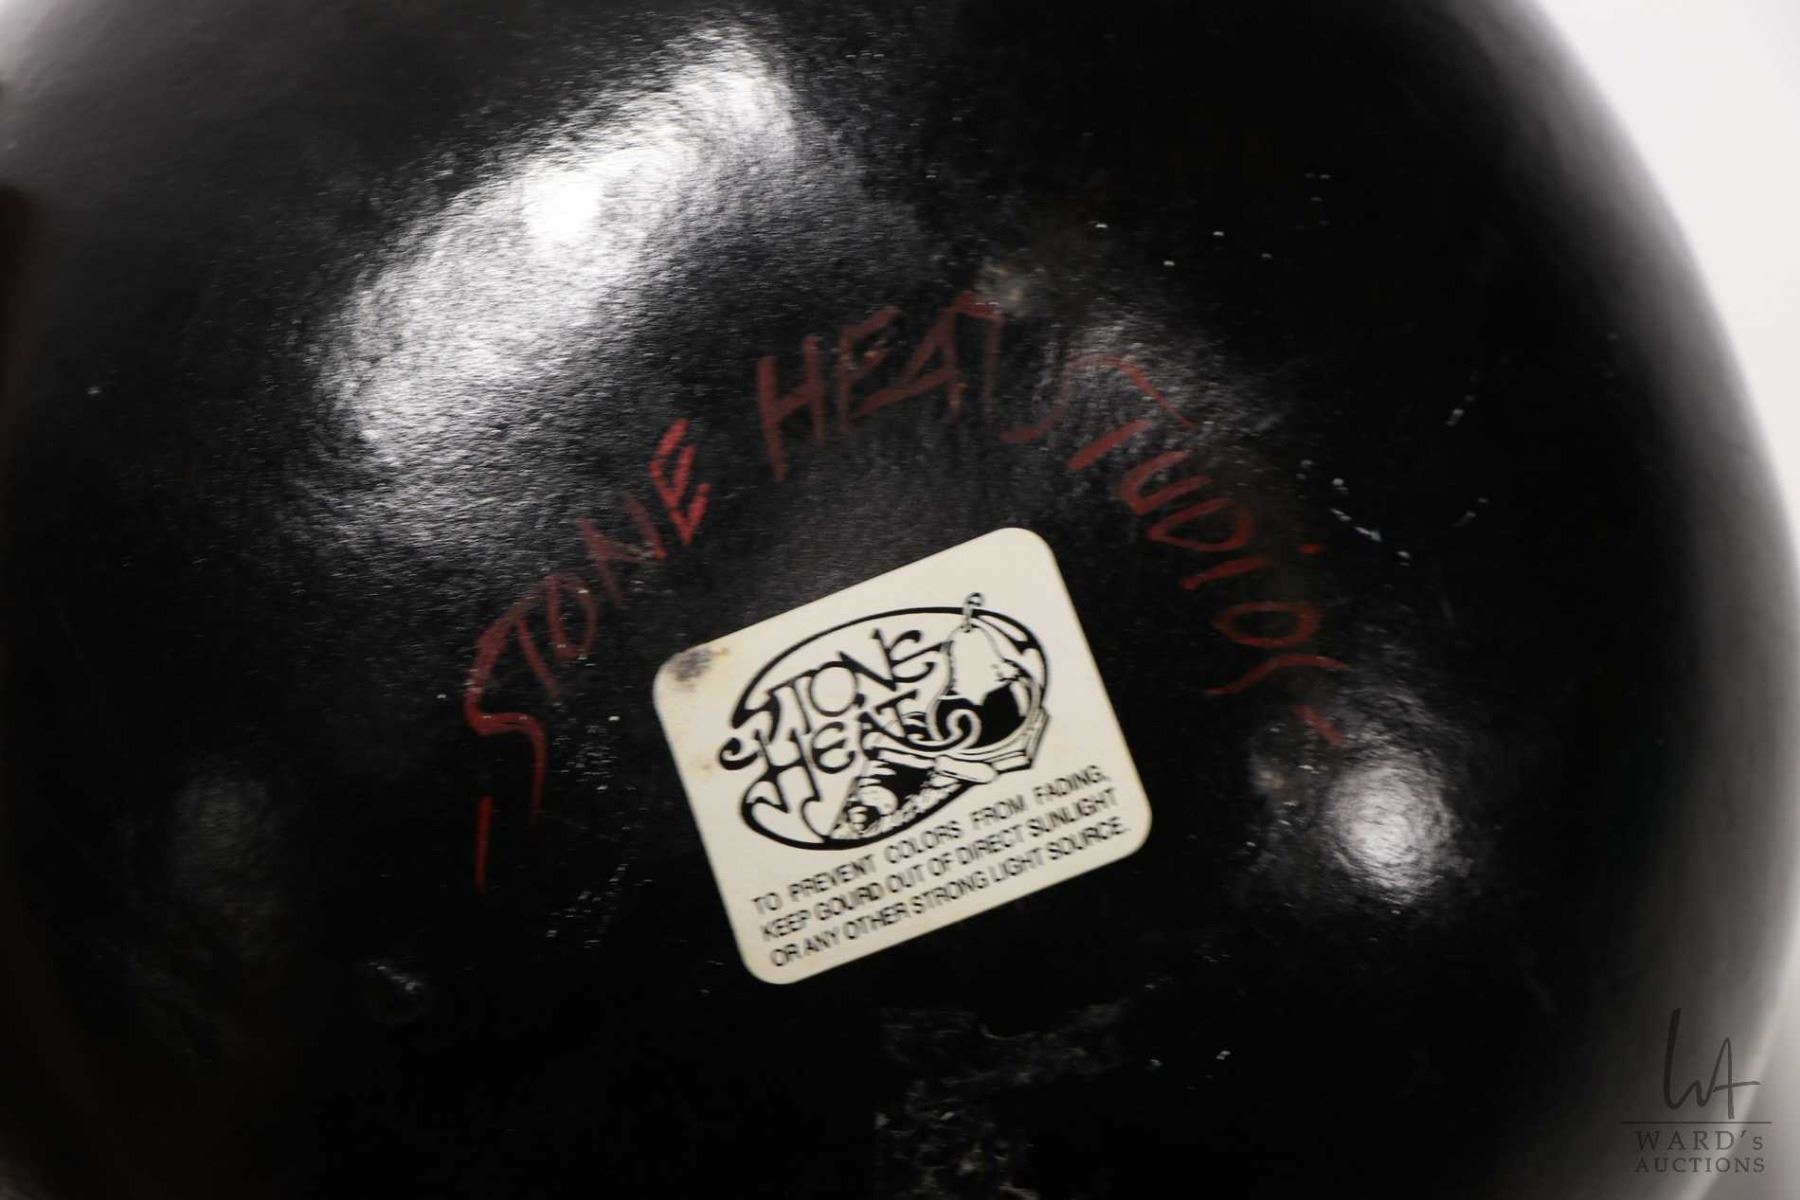 STONE HEAT STUDiOS
STONE
HEAT
TO PREVENT COLORS FROM FADING,
KEEP GOURD OUT OF DIRECT SUNLIGHT
OR ANY OTHER STRONG LIGHT SOURCE.
WA
WARD's
AUCTIONS